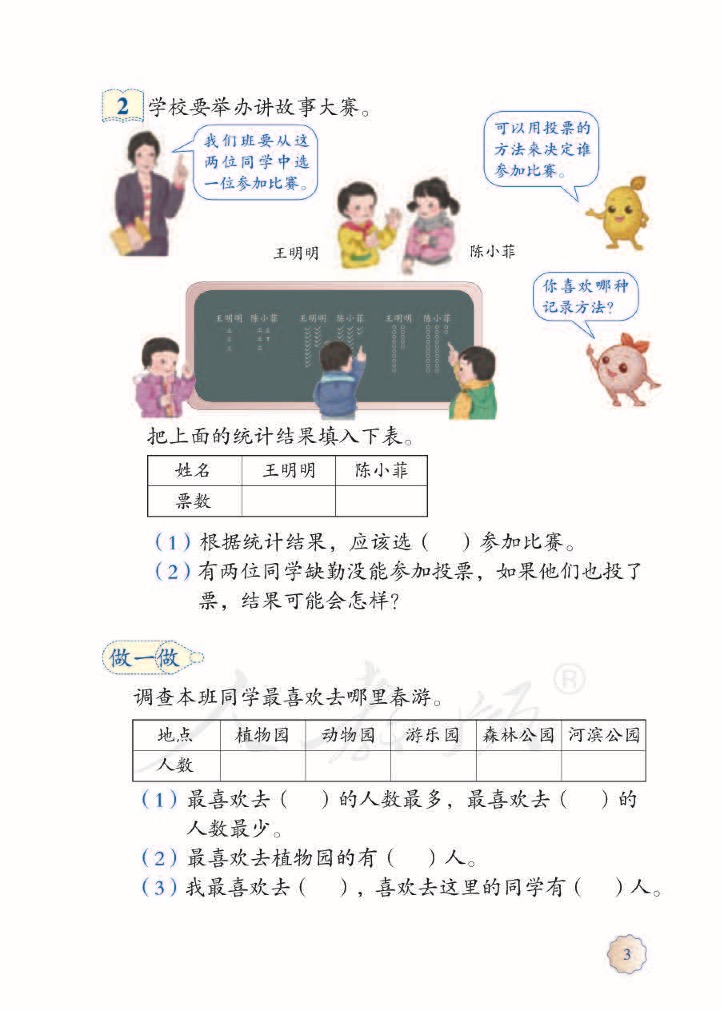 2 学校要举办讲故事大赛。
我们班要从这
两位同学中选
一位参加比赛。
可以用投票的
方法来决定谁
参加比赛。
王明明
陈小菲
你喜欢哪种
记录方法?
王明明 陈小菲 王明明 陈小菲 王明明 陈小菲
把上面的统计结果填入下表。
姓名 王明明 陈小菲
票数
(1)根据统计结果,应该选( )参加比赛。
(2)有两位同学缺勤没能参加投票,如果他们也投了
票,结果可能会怎样?
做一做
调查本班同学最喜欢去哪里春游。
地点 植物园 动物园 游乐园 森林公园 河滨公园
人数
(1)最喜欢去( )的人数最多,最喜欢去( )的
人数最少。
(2)最喜欢去植物园的有( )人。
(3)我最喜欢去( ),喜欢去这里的同学有( )人。
3